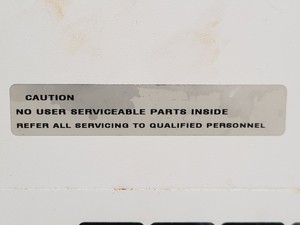 CAUTION
NO USER SERVICEABLE PARTS INSIDE
REFER ALL SERVICING TO QUALIFIED PERSONNEL